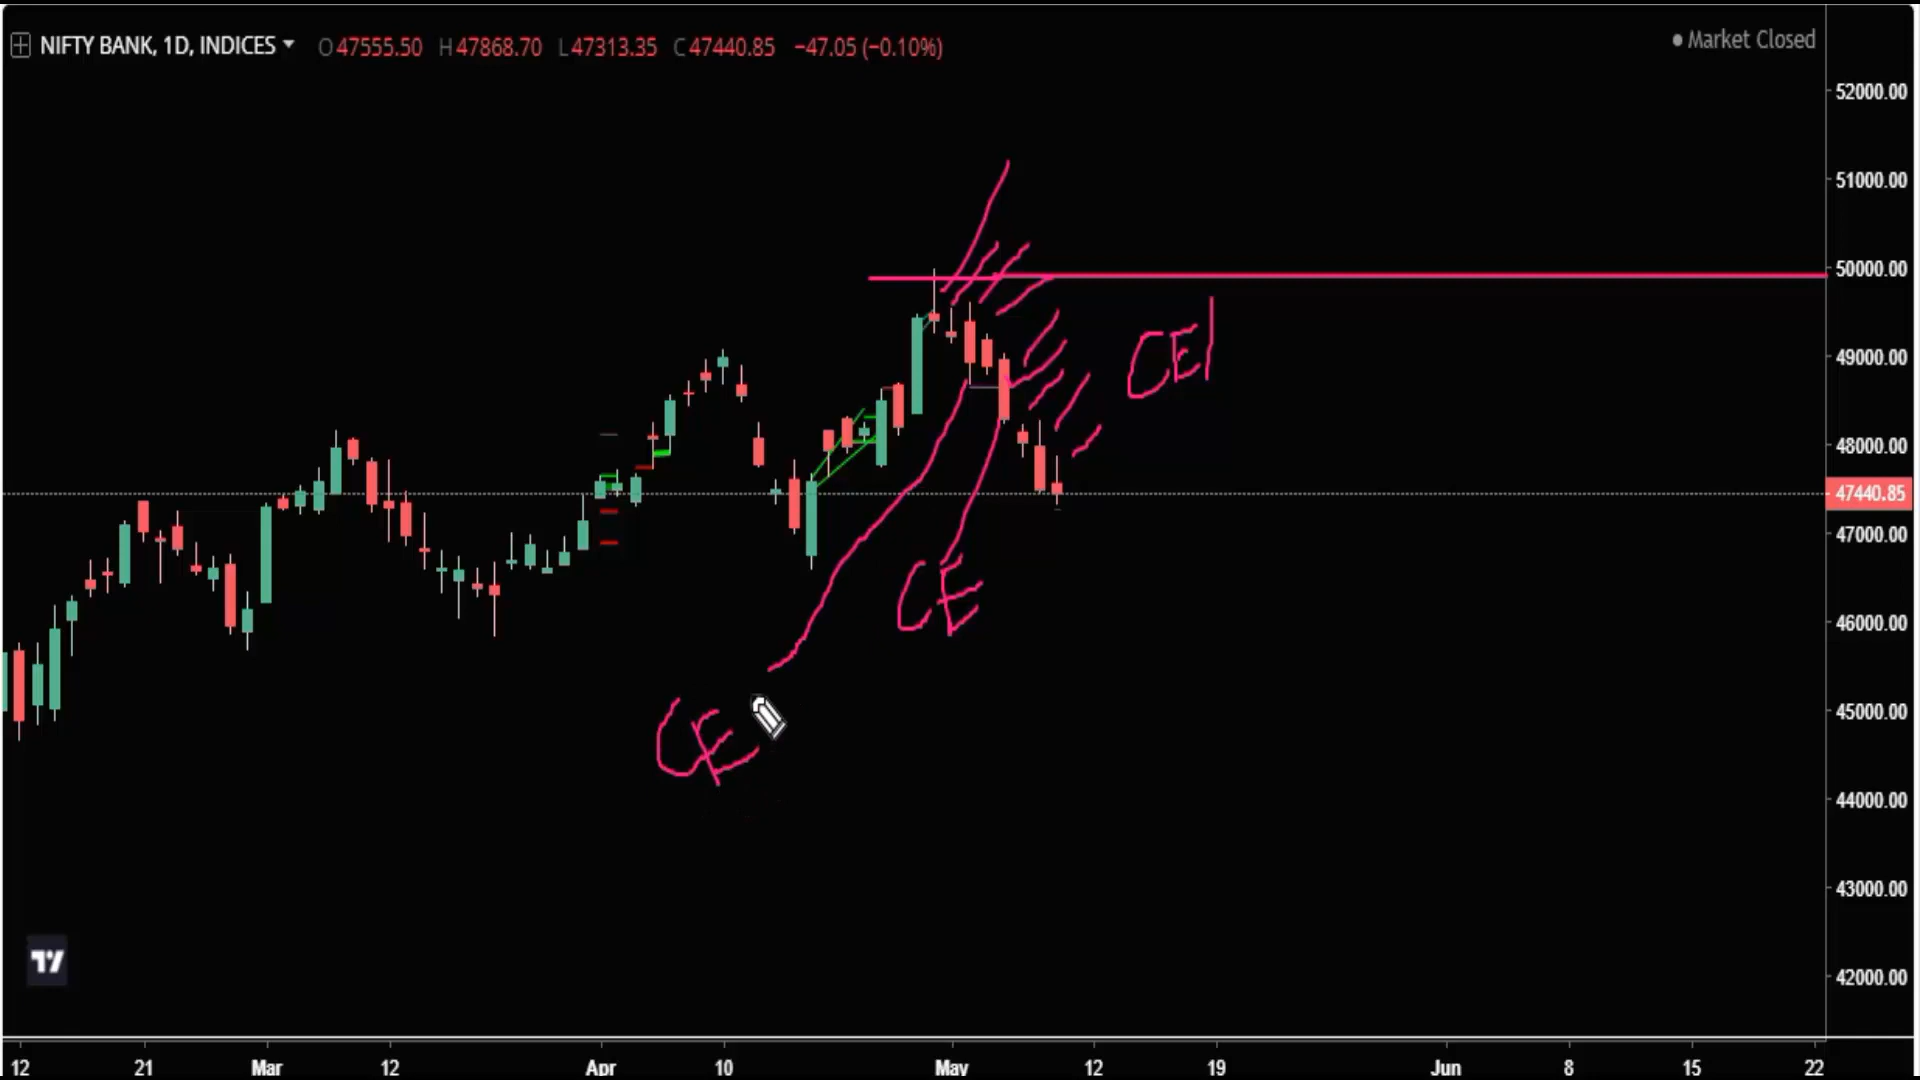 NIFTY BANK, 1D, INDICES O47555.50 H47868.70 L47313.35 C47440.85 −47.05 (−0.10%)
Market Closed
52000.00
51000.00
50000.00
49000.00
48000.00
47440.85
47000.00
46000.00
45000.00
44000.00
43000.00
42000.00
CE
CE
CE
TV
12 21 Mar 12 Apr 10 May 12 19 Jun 8 15 22